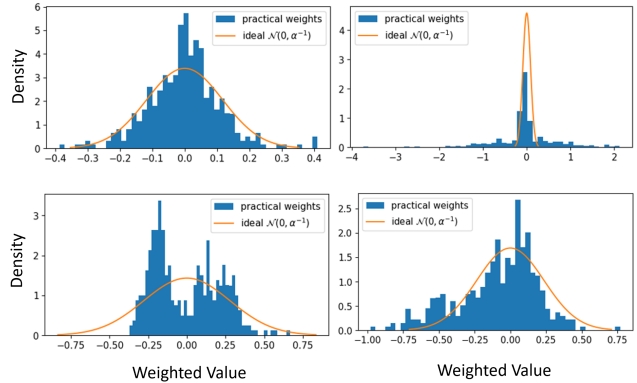 6
5
4
3
2
1
0
Density
practical weights
ideal 𝒩(0, α⁻¹)
−0.4 −0.3 −0.2 −0.1 0.0 0.1 0.2 0.3 0.4
4
3
2
1
0
practical weights
ideal 𝒩(0, α⁻¹)
−4 −3 −2 −1 0 1 2
3
2
1
0
Density
practical weights
ideal 𝒩(0, α⁻¹)
−0.75 −0.50 −0.25 0.00 0.25 0.50 0.75
Weighted Value
2.5
2.0
1.5
1.0
0.5
0.0
practical weights
ideal 𝒩(0, α⁻¹)
−1.00 −0.75 −0.50 −0.25 0.00 0.25 0.50 0.75
Weighted Value